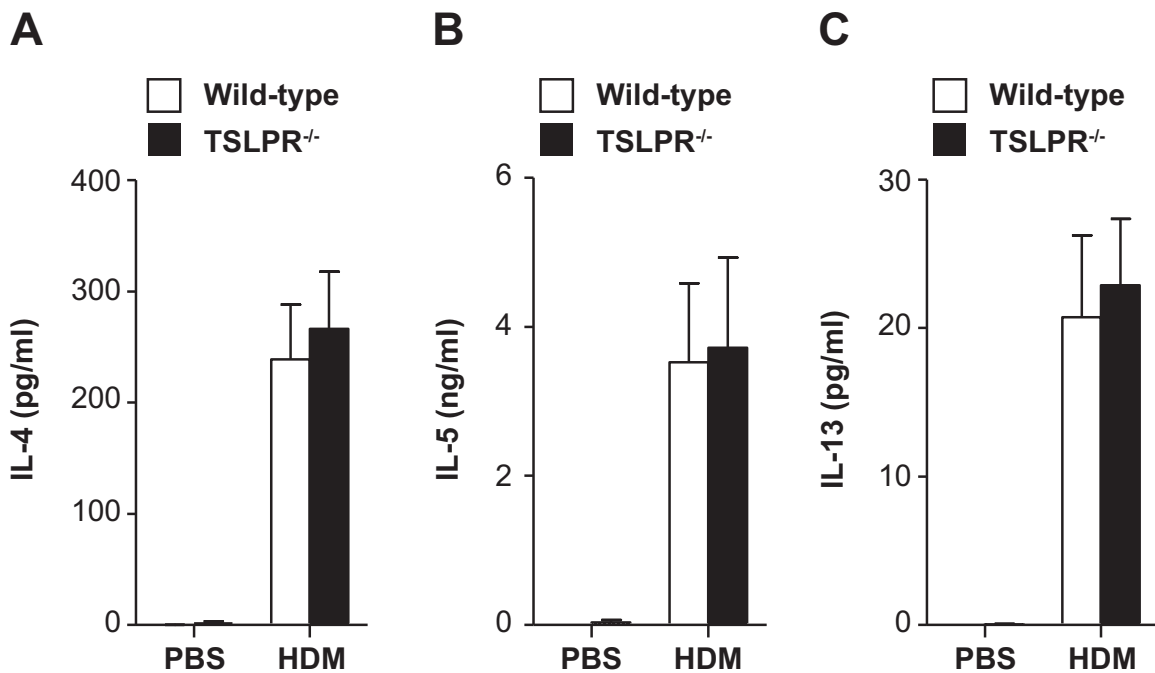 A
Wild-type
TSLPR-/-
IL-4 (pg/ml)
400
300
200
100
0
PBS HDM
B
Wild-type
TSLPR-/-
IL-5 (ng/ml)
6
4
2
0
PBS HDM
C
Wild-type
TSLPR-/-
IL-13 (pg/ml)
30
20
10
0
PBS HDM